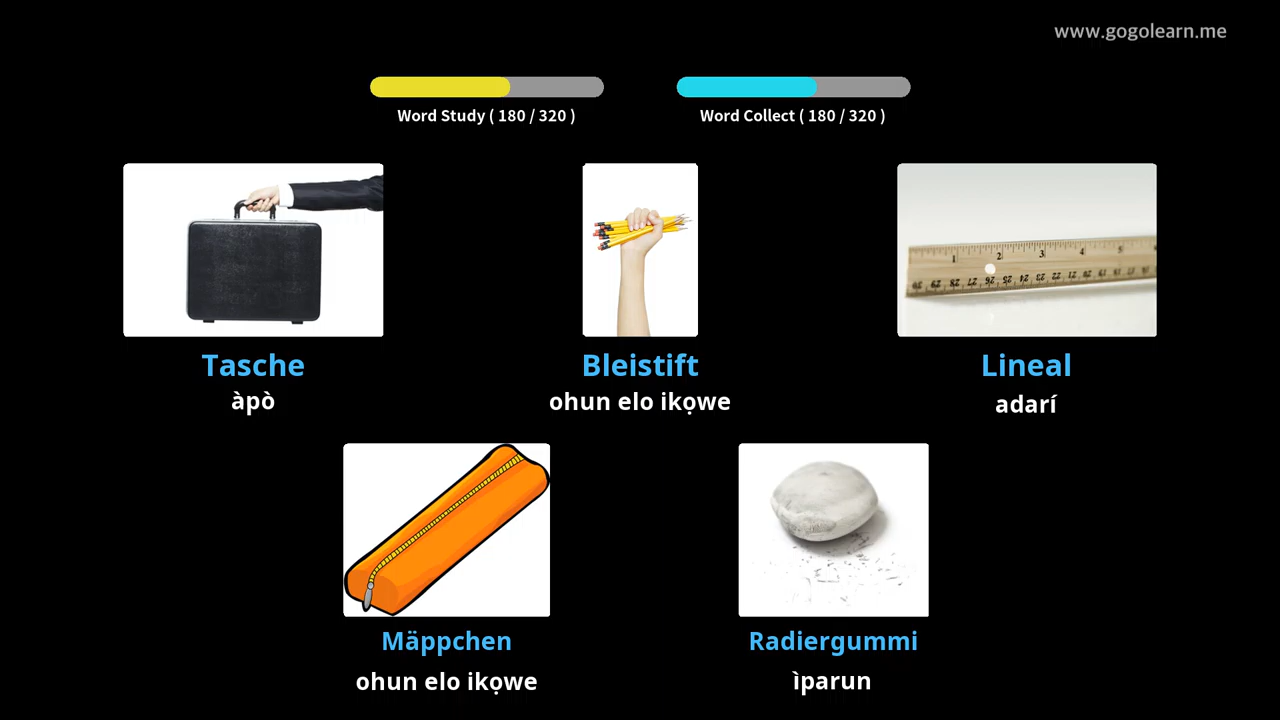 www.gogolearn.me
Word Study ( 180 / 320 )
Word Collect ( 180 / 320 )
Tasche
àpò
Bleistift
ohun elo ikọwe
Lineal
adarí
Mäppchen
ohun elo ikọwe
Radiergummi
ìparun